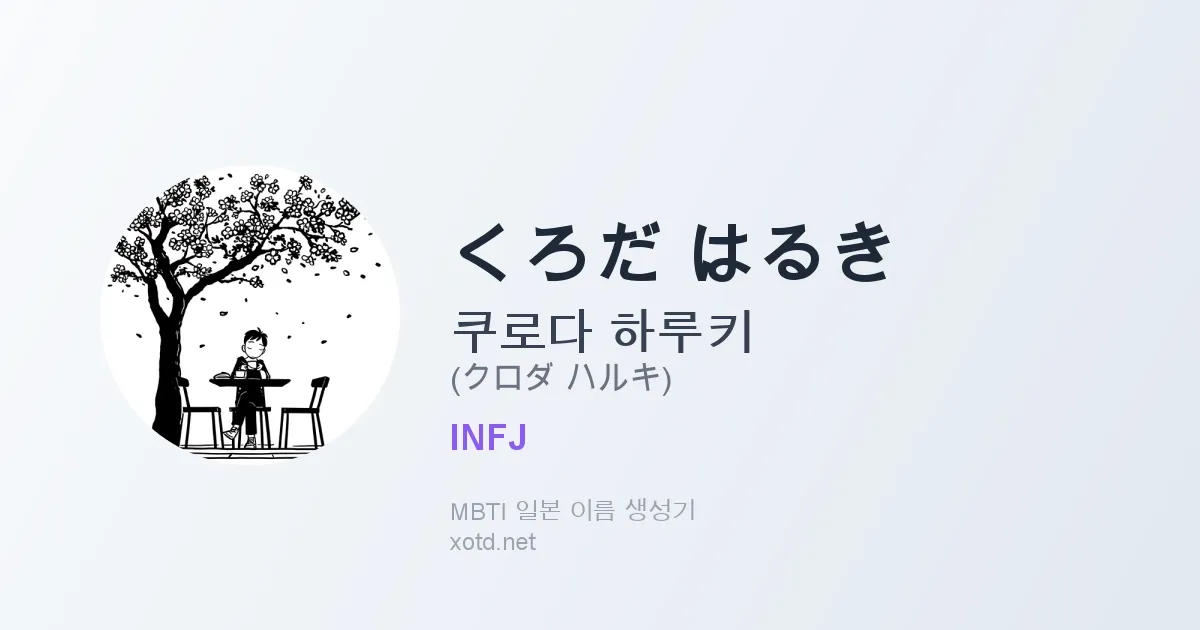 くろだ はるき
쿠로다 하루키
(クロダ ハルキ)
INFJ
MBTI 일본 이름 생성기
xotd.net